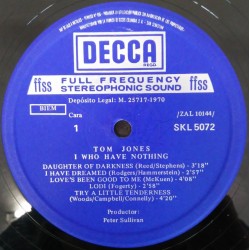 DECCA
RECD.
ffss FULL FREQUENCY ffss
STEREOPHONIC SOUND
Depósito Legal: M. 25717-1970
BIEM
Cara
1
/ZAL 10144/
SKL 5072
TOM JONES
I WHO HAVE NOTHING
DAUGHTER OF DARKNESS (Reed/Stephens) - 3'18"
I HAVE DREAMED (Rodgers/Hammerstein) - 2'57"
LOVE'S BEEN GOOD TO ME (McKuen) - 4'08"
LODI (Fogerty) - 2'58"
TRY A LITTLE TENDERNESS
(Woods/Campbell/Connelly) - 4'08"
Productor:
Peter Sullivan